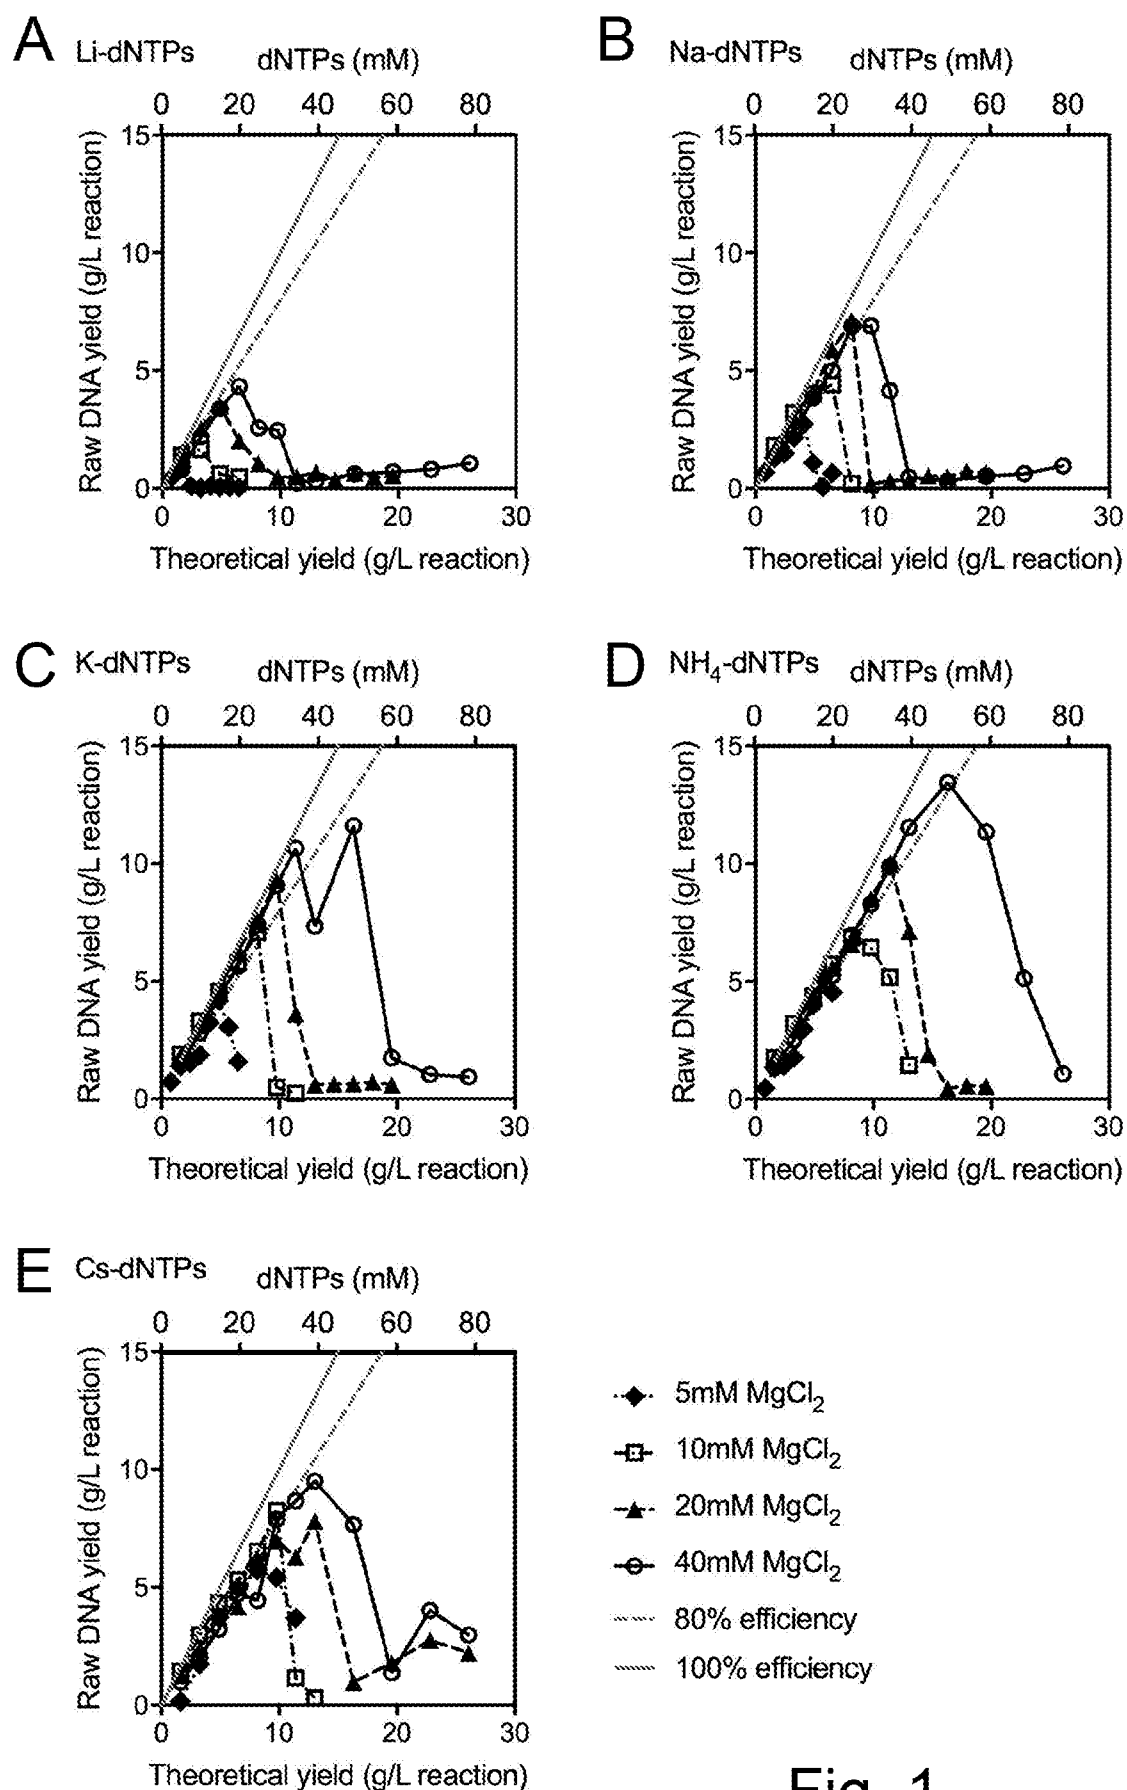 A Li-dNTPs dNTPs (mM)
0 20 40 60 80
15
10
5
0
Raw DNA yield (g/L reaction)
0 10 20 30
Theoretical yield (g/L reaction)
B Na-dNTPs dNTPs (mM)
0 20 40 60 80
15
10
5
0
Raw DNA yield (g/L reaction)
0 10 20 30
Theoretical yield (g/L reaction)
C K-dNTPs dNTPs (mM)
0 20 40 60 80
15
10
5
0
Raw DNA yield (g/L reaction)
0 10 20 30
Theoretical yield (g/L reaction)
D NH₄-dNTPs dNTPs (mM)
0 20 40 60 80
15
10
5
0
Raw DNA yield (g/L reaction)
0 10 20 30
Theoretical yield (g/L reaction)
E Cs-dNTPs dNTPs (mM)
0 20 40 60 80
15
10
5
0
Raw DNA yield (g/L reaction)
0 10 20 30
Theoretical yield (g/L reaction)
5mM MgCl₂
10mM MgCl₂
20mM MgCl₂
40mM MgCl₂
80% efficiency
100% efficiency
Fig. 1